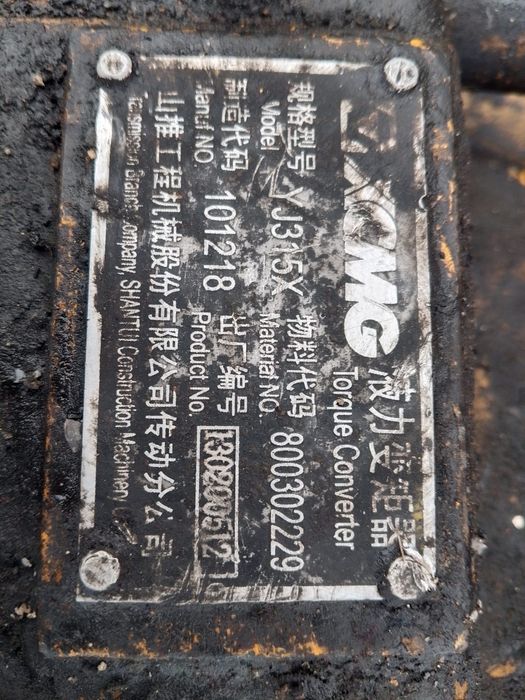 XCMG 液力变矩器
Torque Converter
规格型号 YJ315X 物料代码 800302229
Model Material NO.
制造代码 101218 出厂编号
Manuf.NO Product No.
山推工程机械股份有限公司传动分公司
Transmission Branch Company, SHANTUI Construction Machinery